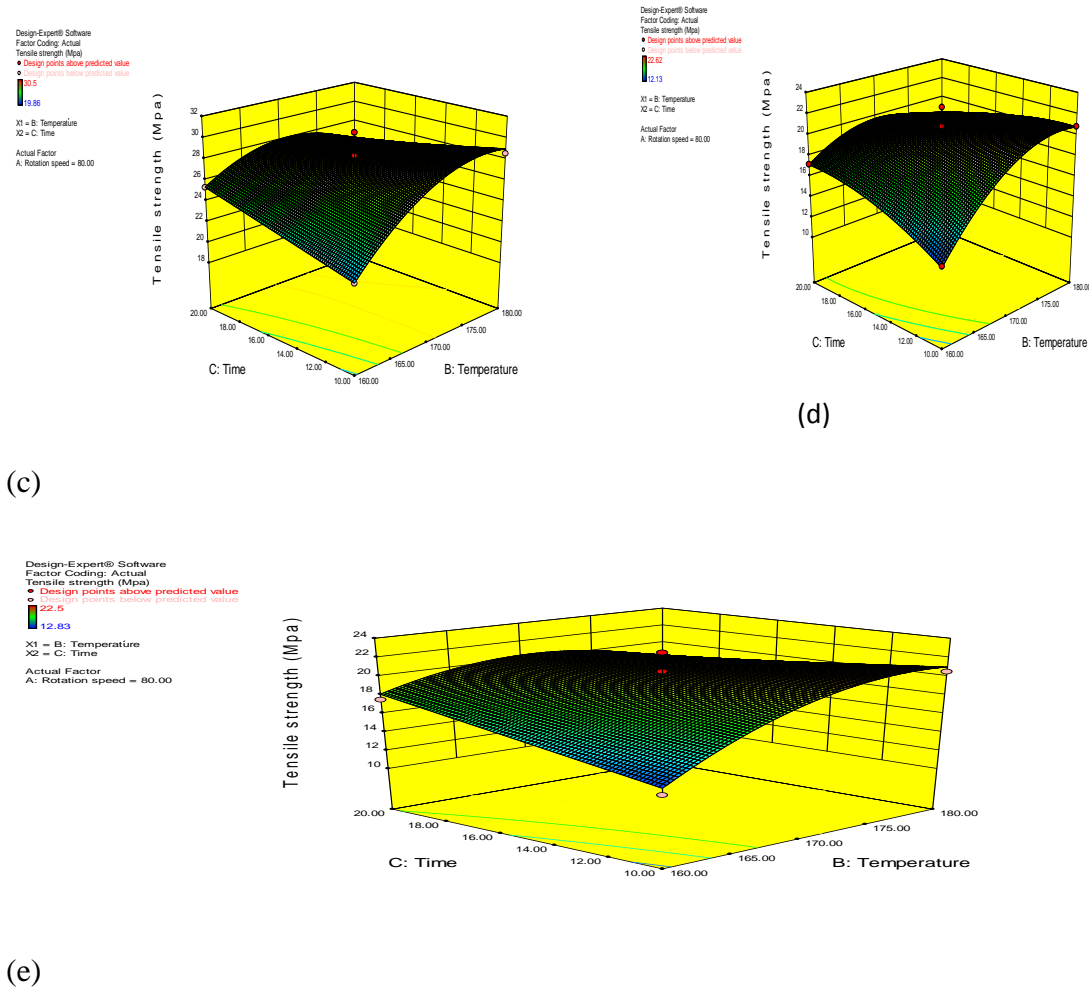 Design-Expert® Software
Factor Coding: Actual
Tensile strength (Mpa)
Design points above predicted value
Design points below predicted value
30.5
19.86
X1 = B: Temperature
X2 = C: Time
Actual Factor
A: Rotation speed = 80.00
Tensile strength (Mpa)
32
30
28
26
24
22
20
18
20.00
18.00
16.00
14.00
12.00
10.00
160.00
165.00
170.00
175.00
180.00
C: Time
B: Temperature
(c)
Design-Expert® Software
Factor Coding: Actual
Tensile strength (Mpa)
Design points above predicted value
Design points below predicted value
22.62
12.13
X1 = B: Temperature
X2 = C: Time
Actual Factor
A: Rotation speed = 80.00
Tensile strength (Mpa)
24
22
20
18
16
14
12
10
20.00
18.00
16.00
14.00
12.00
10.00
160.00
165.00
170.00
175.00
180.00
C: Time
B: Temperature
(d)
Design-Expert® Software
Factor Coding: Actual
Tensile strength (Mpa)
Design points above predicted value
Design points below predicted value
22.5
12.83
X1 = B: Temperature
X2 = C: Time
Actual Factor
A: Rotation speed = 80.00
Tensile strength (Mpa)
24
22
20
18
16
14
12
10
20.00
18.00
16.00
14.00
12.00
10.00
160.00
165.00
170.00
175.00
180.00
C: Time
B: Temperature
(e)